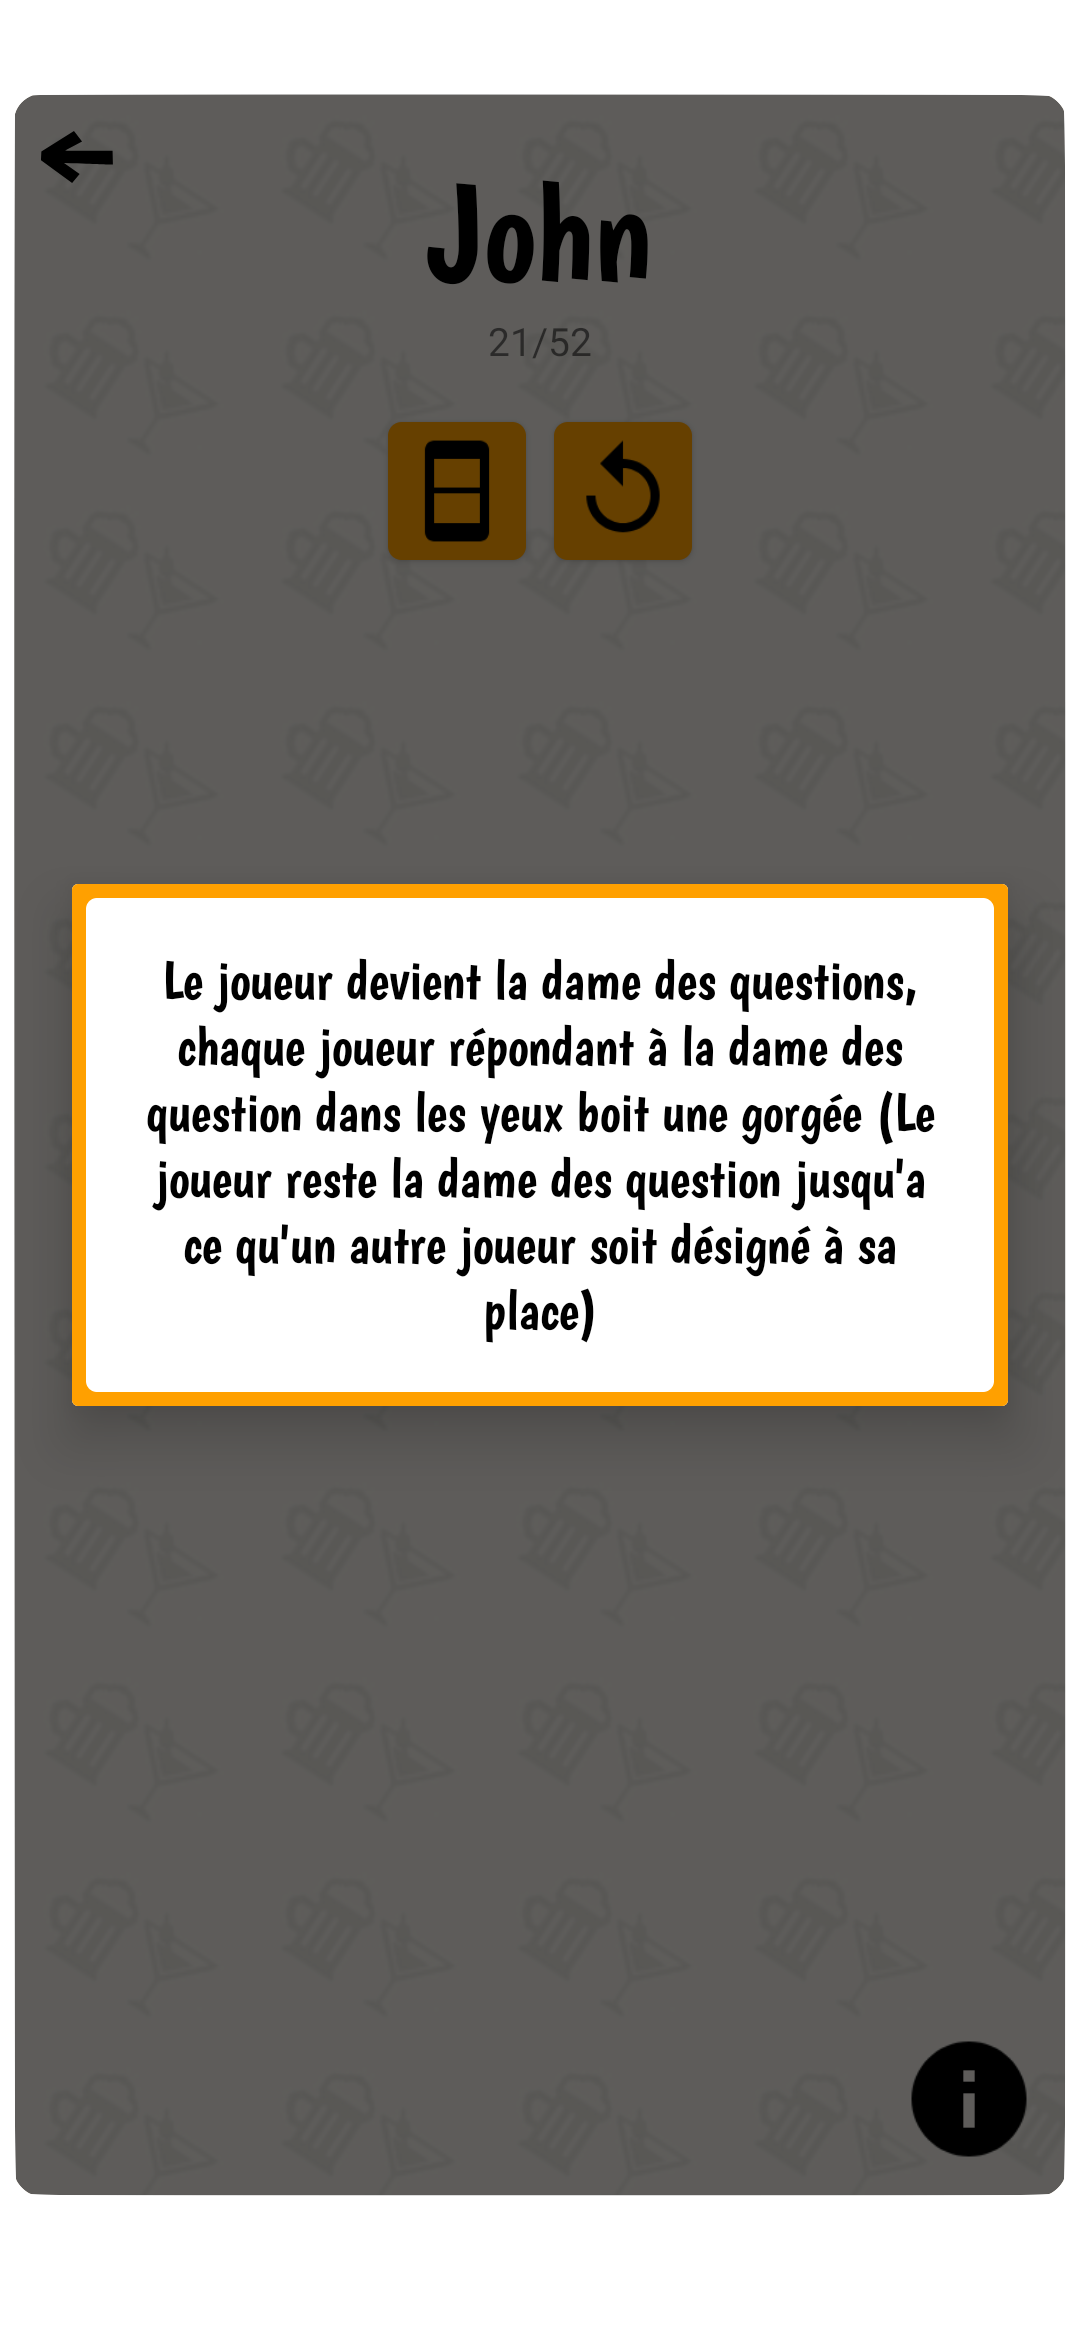 John
21/52
Le joueur devient la dame des questions,
chaque joueur répondant à la dame des
question dans les yeux boit une gorgée (Le
joueur reste la dame des question jusqu'a
ce qu'un autre joueur soit désigné à sa
place)
i